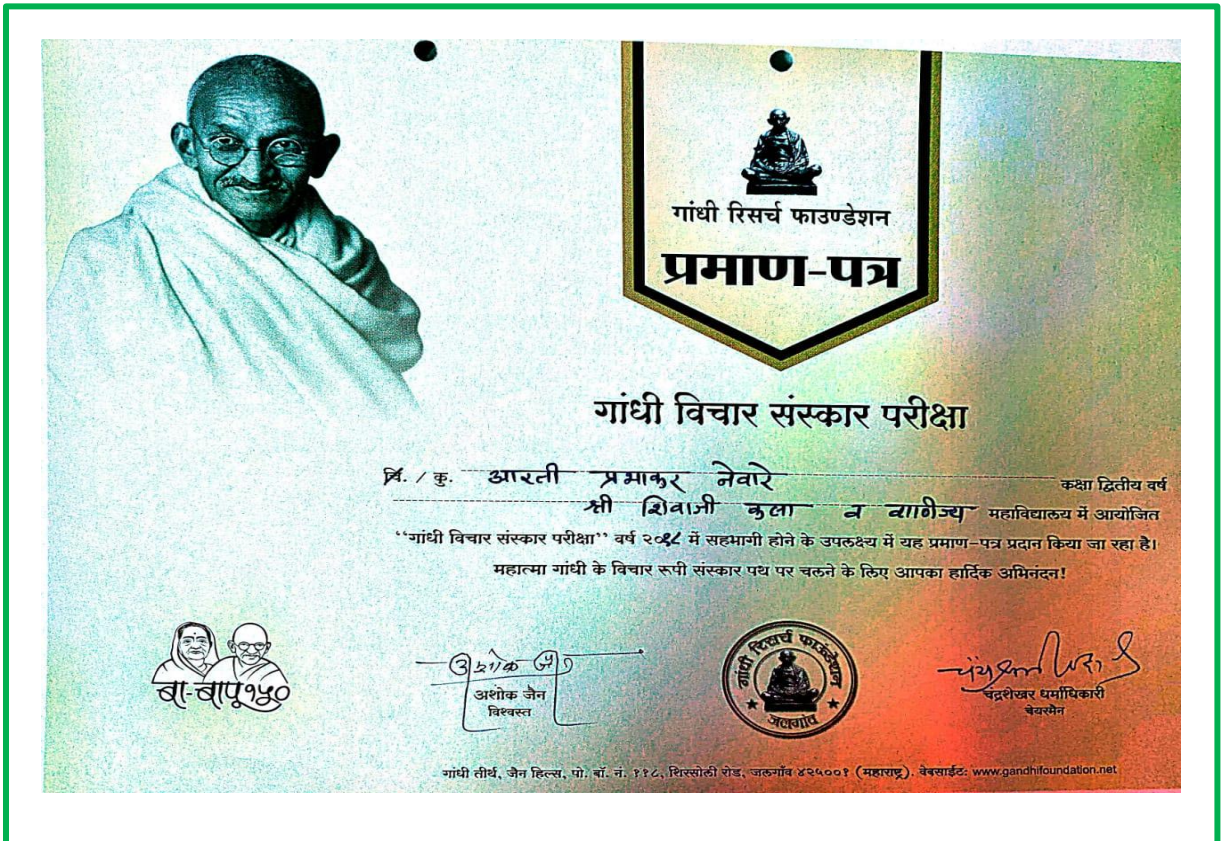 गांधी रिसर्च फाउण्डेशन
प्रमाण-पत्र
गांधी विचार संस्कार परीक्षा
चि. / कु. आरती प्रभाकर नेवारे कक्षा द्वितीय वर्ष
श्री शिवाजी कला व वाणीज्य महाविद्यालय में आयोजित
“गांधी विचार संस्कार परीक्षा” वर्ष २०१८ में सहभागी होने के उपलक्ष्य में यह प्रमाण-पत्र प्रदान किया जा रहा है।
महात्मा गांधी के विचार रूपी संस्कार पथ पर चलने के लिए आपका हार्दिक अभिनंदन!
बा-बापू १५०
अशोक जैन
अशोक जैन
विश्वस्त
गांधी रिसर्च फाउंडेशन
जलगांव
चंद्रशेखर धर्माधिकारी
चेयरमैन
गांधी तीर्थ, जैन हिल्स, पो. बॉ. नं. ११८, शिरसोली रोड, जलगाँव ४२५००१ (महाराष्ट्र). वेबसाईट: www.gandhifoundation.net